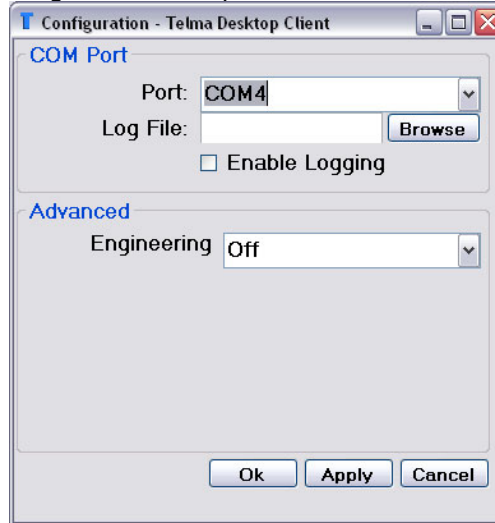 Configuration - Telma Desktop Client
COM Port
Port: COM4
Log File: Browse
Enable Logging
Advanced
Engineering Off
Ok Apply Cancel